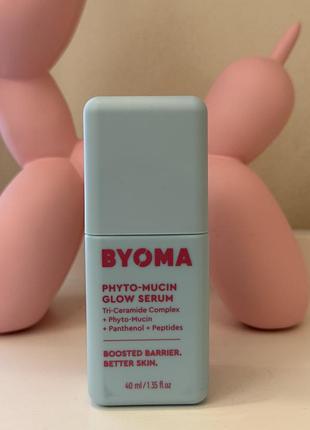 BYOMA
PHYTO-MUCIN
GLOW SERUM
Tri-Ceramide Complex
+ Phyto-Mucin
+ Panthenol + Peptides
BOOSTED BARRIER.
BETTER SKIN.
40 ml / 1.35 fl oz